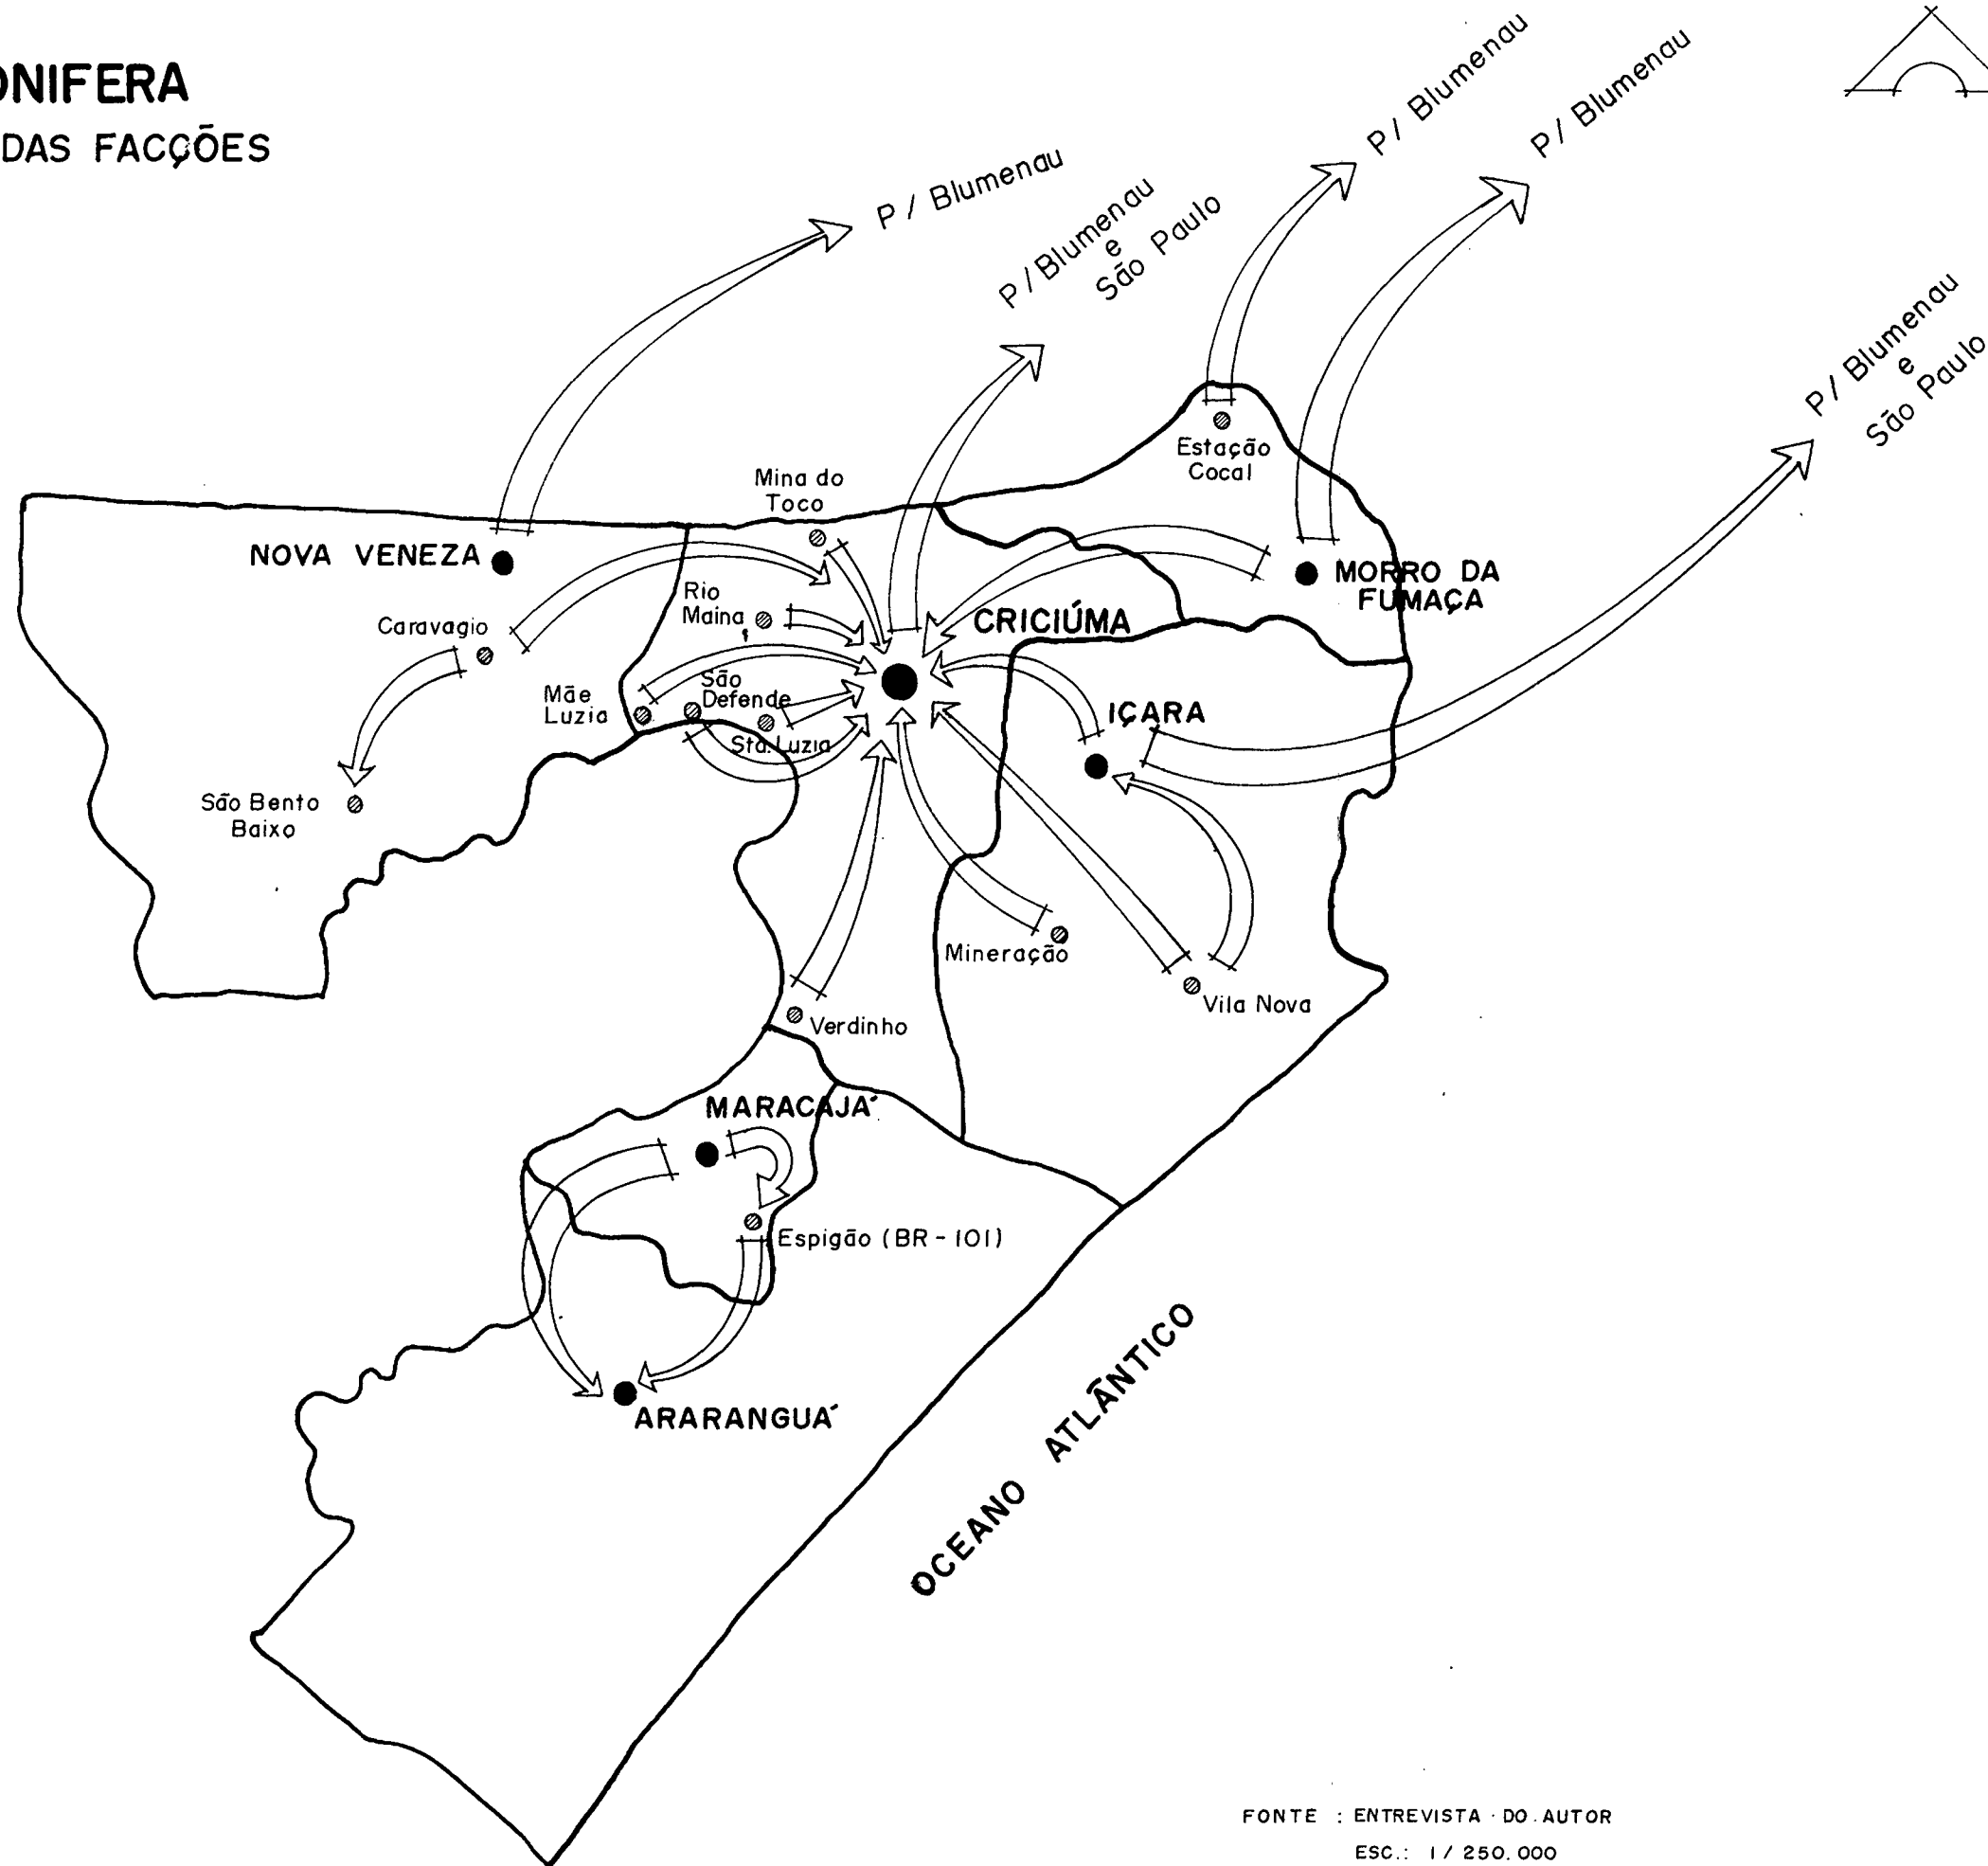 ONIFERA
DAS FACÇÕES
P/ Blumenau
P/ Blumenau
e
São Paulo
P/ Blumenau
P/ Blumenau
P/ Blumenau
e
São Paulo
Estação
Cocal
Mina do
Toco
NOVA VENEZA
MORRO DA
FUMAÇA
Rio
Maina
CRICIÚMA
Caravagio
São
Defende
Mãe
Luzia
Sta. Luzia
IÇARA
São Bento
Baixo
Mineração
Vila Nova
Verdinho
MARACAJÁ
Espigão (BR-101)
ARARANGUÁ
OCEANO ATLÂNTICO
FONTE : ENTREVISTA DO AUTOR
ESC.: 1/ 250.000